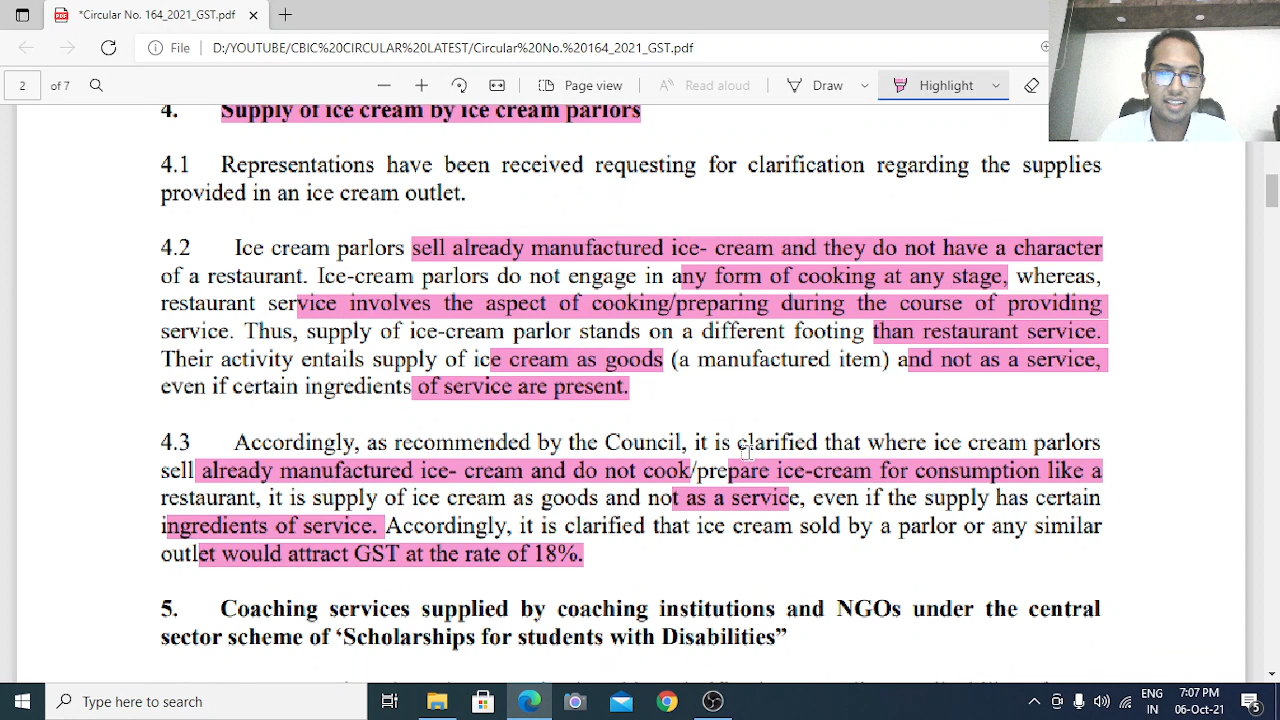 *Circular No. 164_2021_GST.pdf
File D:/YOUTUBE/CBIC%20CIRCULAR%20LATEST/Circular%20No.%20164_2021_GST.pdf
2 of 7 Page view Read aloud Draw Highlight
4. Supply of ice cream by ice cream parlors
4.1 Representations have been received requesting for clarification regarding the supplies
provided in an ice cream outlet.
4.2 Ice cream parlors sell already manufactured ice- cream and they do not have a character
of a restaurant. Ice-cream parlors do not engage in any form of cooking at any stage, whereas,
restaurant service involves the aspect of cooking/preparing during the course of providing
service. Thus, supply of ice-cream parlor stands on a different footing than restaurant service.
Their activity entails supply of ice cream as goods (a manufactured item) and not as a service,
even if certain ingredients of service are present.
4.3 Accordingly, as recommended by the Council, it is clarified that where ice cream parlors
sell already manufactured ice- cream and do not cook/prepare ice-cream for consumption like a
restaurant, it is supply of ice cream as goods and not as a service, even if the supply has certain
ingredients of service. Accordingly, it is clarified that ice cream sold by a parlor or any similar
outlet would attract GST at the rate of 18%.
5. Coaching services supplied by coaching institutions and NGOs under the central
sector scheme of ‘Scholarships for students with Disabilities”
Type here to search
ENG 7:07 PM
IN 06-Oct-21 5